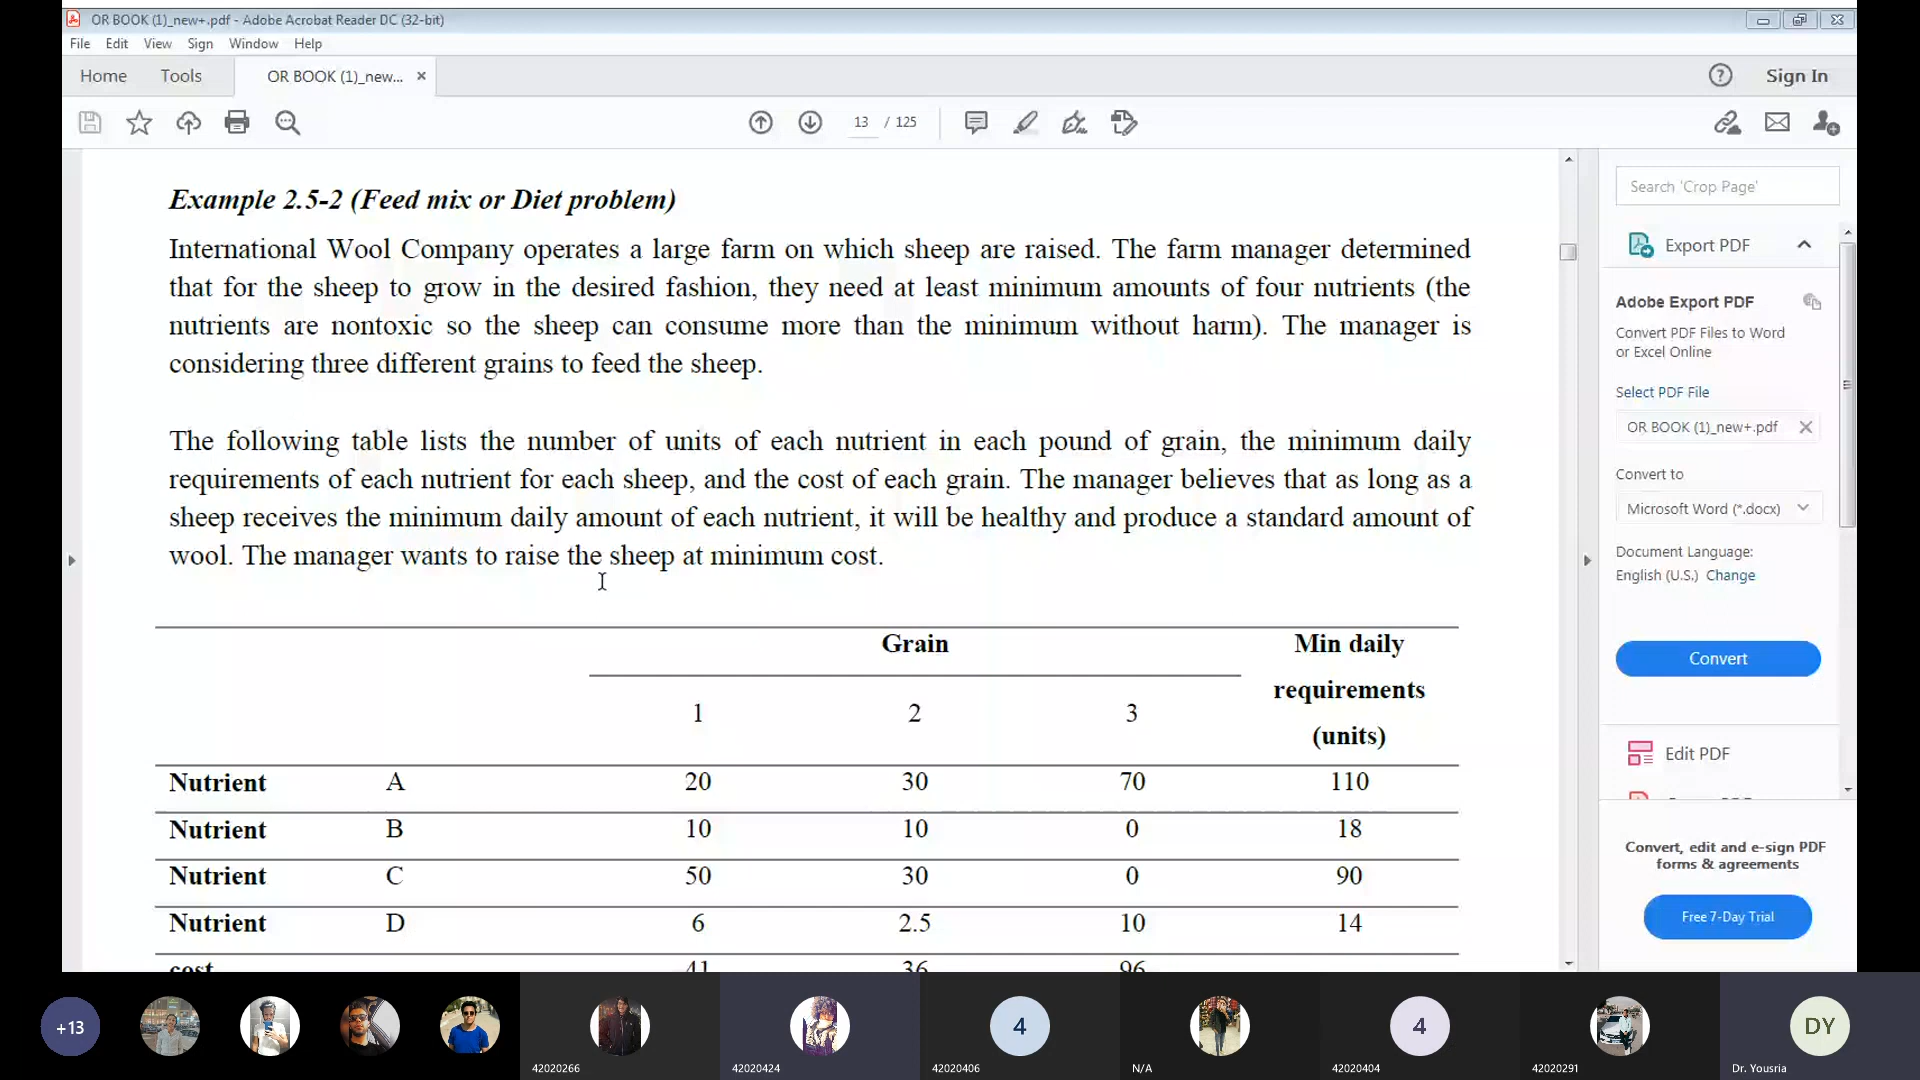 OR BOOK (1)_new+.pdf - Adobe Acrobat Reader DC (32-bit)
File Edit View Sign Window Help
Home Tools OR BOOK (1)_new... × Sign In
13 / 125
Example 2.5-2 (Feed mix or Diet problem)
International Wool Company operates a large farm on which sheep are raised. The farm manager determined
that for the sheep to grow in the desired fashion, they need at least minimum amounts of four nutrients (the
nutrients are nontoxic so the sheep can consume more than the minimum without harm). The manager is
considering three different grains to feed the sheep.
The following table lists the number of units of each nutrient in each pound of grain, the minimum daily
requirements of each nutrient for each sheep, and the cost of each grain. The manager believes that as long as a
sheep receives the minimum daily amount of each nutrient, it will be healthy and produce a standard amount of
wool. The manager wants to raise the sheep at minimum cost.
Grain Min daily
requirements
1 2 3
(units)
Nutrient A 20 30 70 110
Nutrient B 10 10 0 18
Nutrient C 50 30 0 90
Nutrient D 6 2.5 10 14
cost 41 36 96
Search 'Crop Page'
Export PDF
Adobe Export PDF
Convert PDF Files to Word
or Excel Online
Select PDF File
OR BOOK (1)_new+.pdf
Convert to
Microsoft Word (*.docx)
Document Language:
English (U.S.) Change
Convert
Edit PDF
Convert, edit and e-sign PDF
forms & agreements
Free 7-Day Trial
+13 4 4 DY
42020266 42020424 42020406 N/A 42020404 42020291 Dr. Yousria